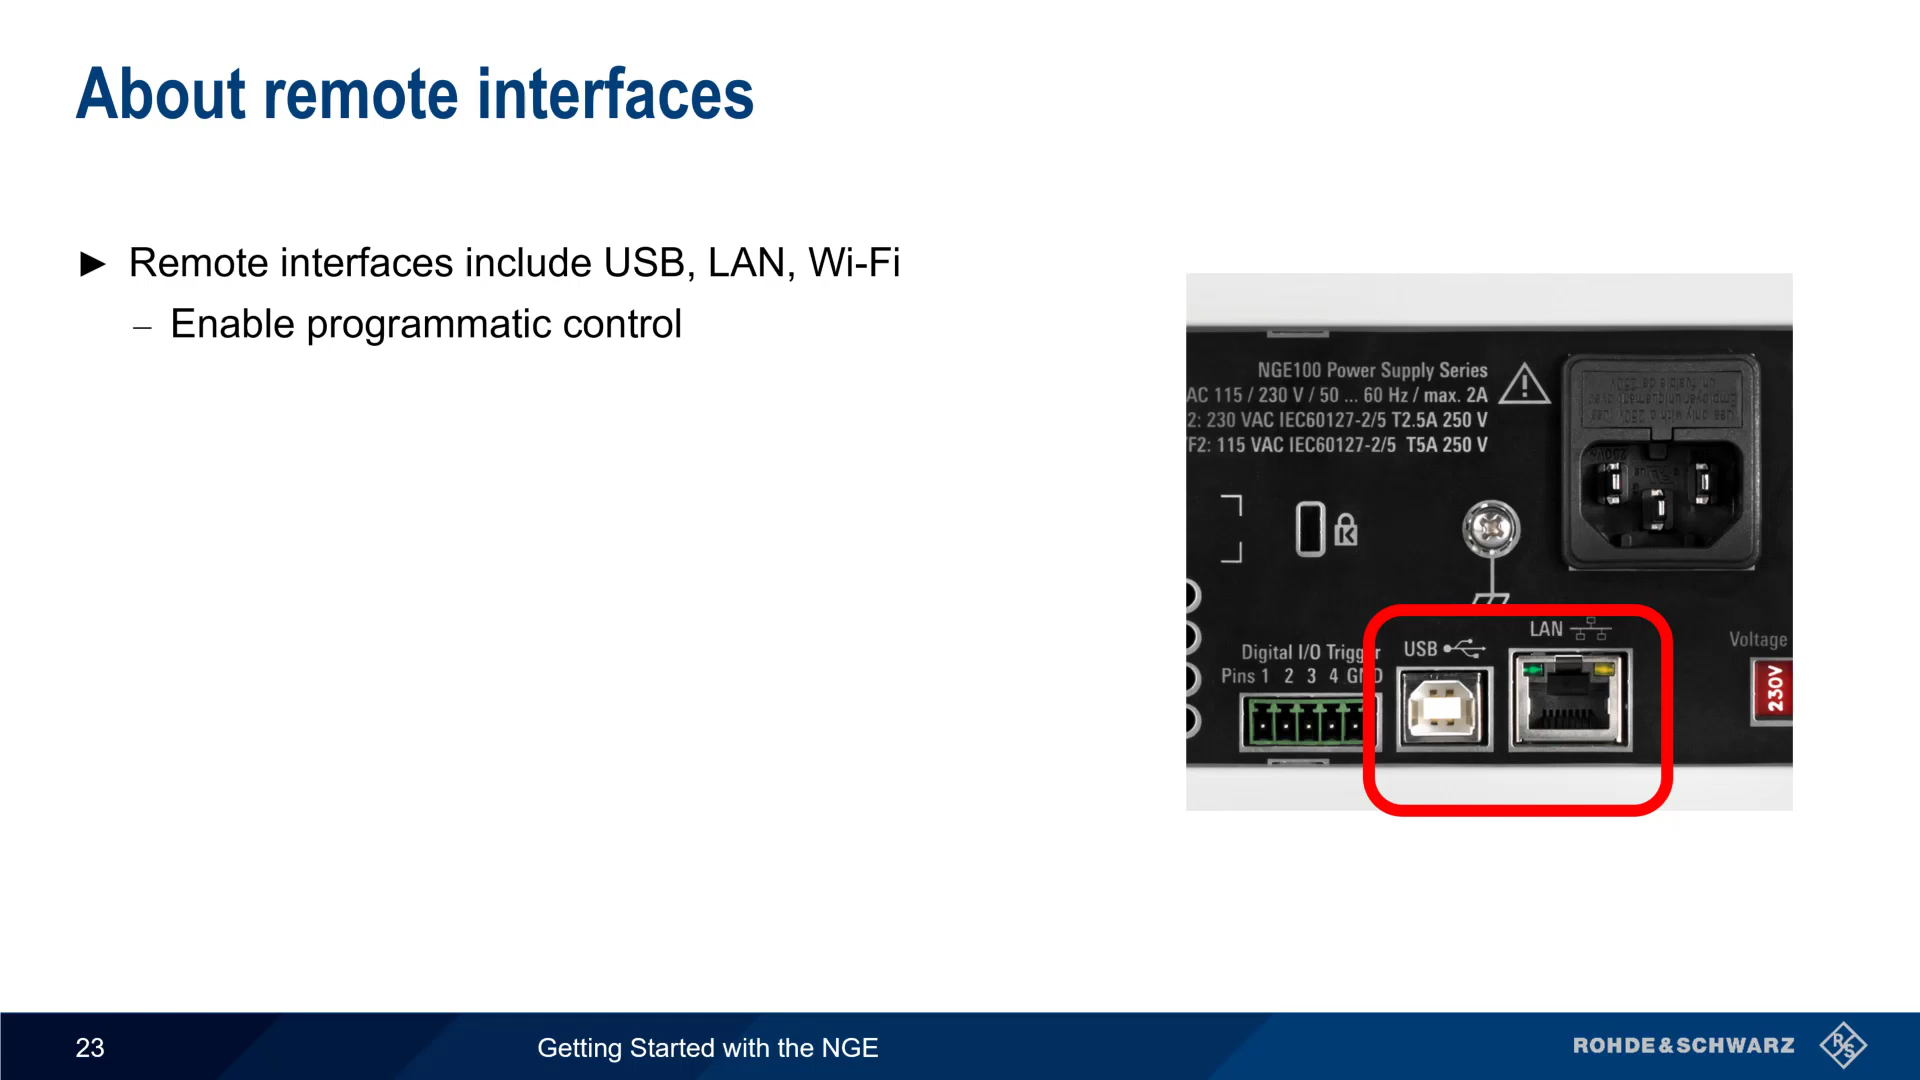 About remote interfaces
► Remote interfaces include USB, LAN, Wi-Fi
– Enable programmatic control
NGE100 Power Supply Series
AC 115 / 230 V / 50 ... 60 Hz / max. 2A
2: 230 VAC IEC60127-2/5 T2.5A 250 V
F2: 115 VAC IEC60127-2/5 T5A 250 V
LAN
USB
Voltage
Digital I/O Trigger
Pins 1 2 3 4 GND
230V
23
Getting Started with the NGE
ROHDE&SCHWARZ
RS